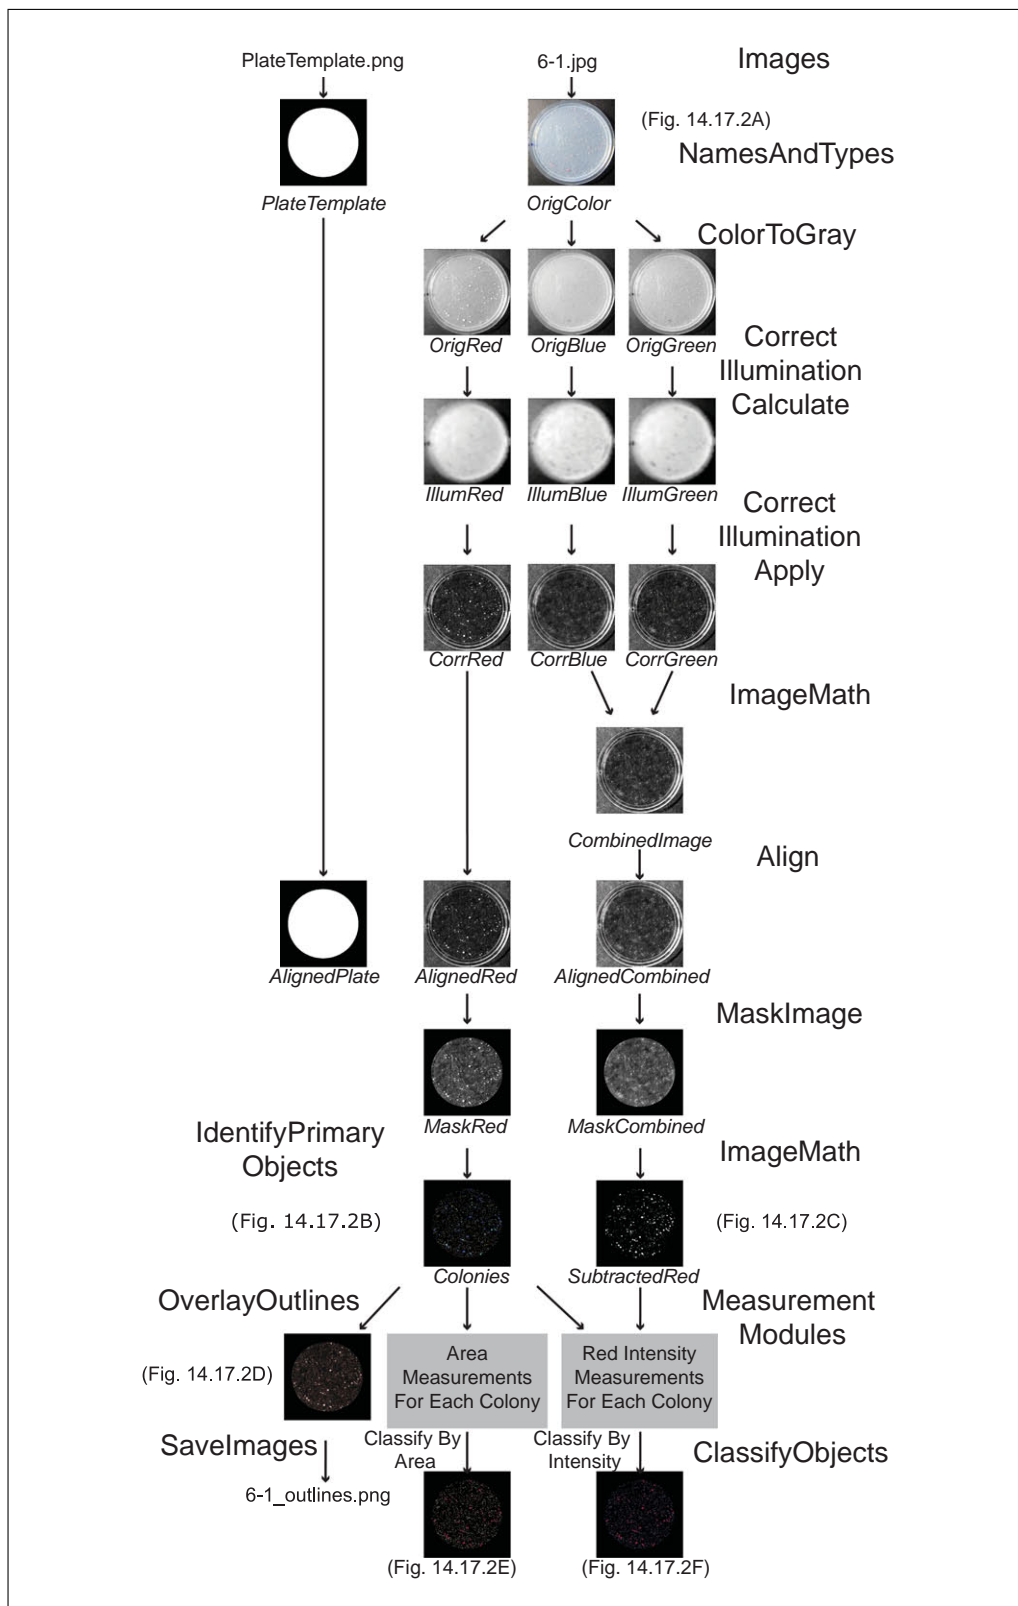 PlateTemplate.png
6-1.jpg
Images
(Fig. 14.17.2A)
NamesAndTypes
PlateTemplate
OrigColor
ColorToGray
OrigRed
OrigBlue
OrigGreen
Correct
Illumination
Calculate
IllumRed
IllumBlue
IllumGreen
Correct
Illumination
Apply
CorrRed
CorrBlue
CorrGreen
ImageMath
CombinedImage
Align
AlignedPlate
AlignedRed
AlignedCombined
MaskImage
MaskRed
MaskCombined
IdentifyPrimary
Objects
ImageMath
(Fig. 14.17.2B)
(Fig. 14.17.2C)
Colonies
SubtractedRed
OverlayOutlines
Measurement
Modules
(Fig. 14.17.2D)
Area
Measurements
For Each Colony
Red Intensity
Measurements
For Each Colony
SaveImages
Classify By
Area
Classify By
Intensity
ClassifyObjects
6-1_outlines.png
(Fig. 14.17.2E)
(Fig. 14.17.2F)